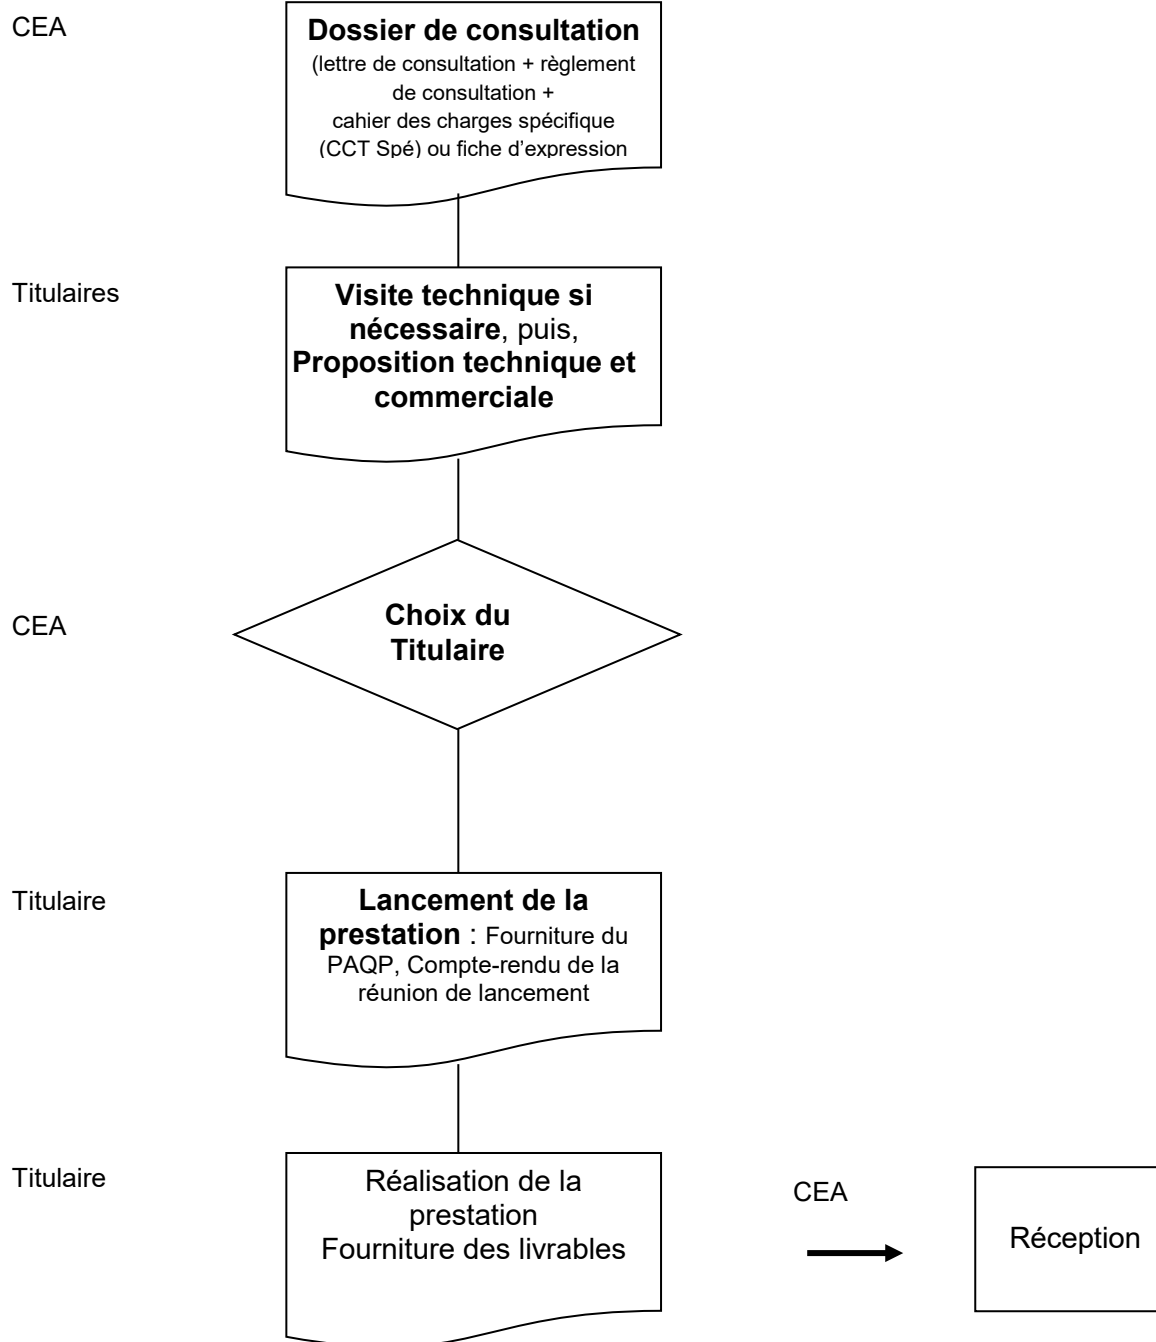 CEA
Dossier de consultation
(lettre de consultation + règlement
de consultation +
cahier des charges spécifique
(CCT Spé) ou fiche d'expression
Titulaires
Visite technique si
nécessaire, puis,
Proposition technique et
commerciale
CEA
Choix du
Titulaire
Titulaire
Lancement de la
prestation : Fourniture du
PAQP, Compte-rendu de la
réunion de lancement
Titulaire
Réalisation de la
prestation
Fourniture des livrables
CEA
Réception